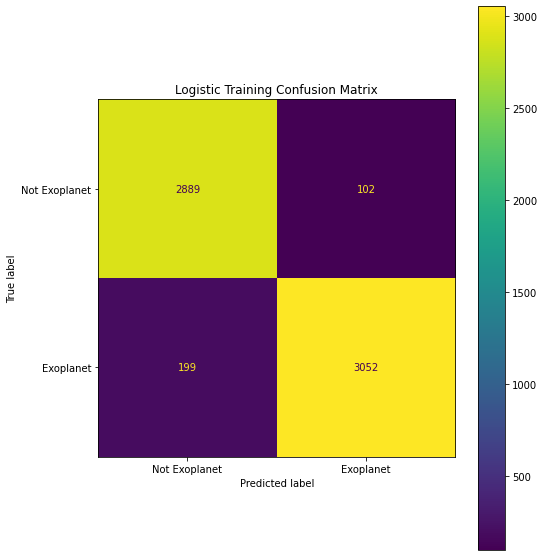 Logistic Training Confusion Matrix
True label
Not Exoplanet
2889
102
Exoplanet
199
3052
Not Exoplanet
Exoplanet
Predicted label
3000
2500
2000
1500
1000
500